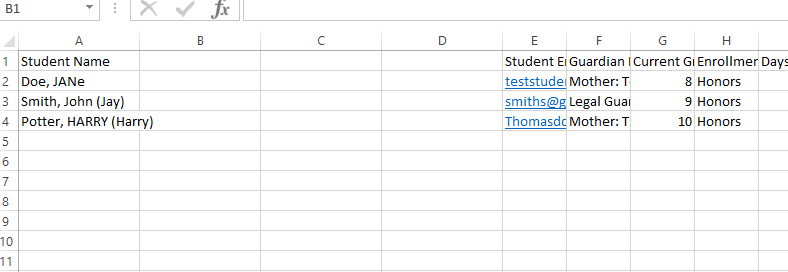 B1 fx
A B C D E F G H
1 Student Name Student Guardian Current Enrollmer Days
2 Doe, JANe teststude Mother: T 8 Honors
3 Smith, John (Jay) smiths@g Legal Guar 9 Honors
4 Potter, HARRY (Harry) Thomasdo Mother: T 10 Honors
5
6
7
8
9
10
11